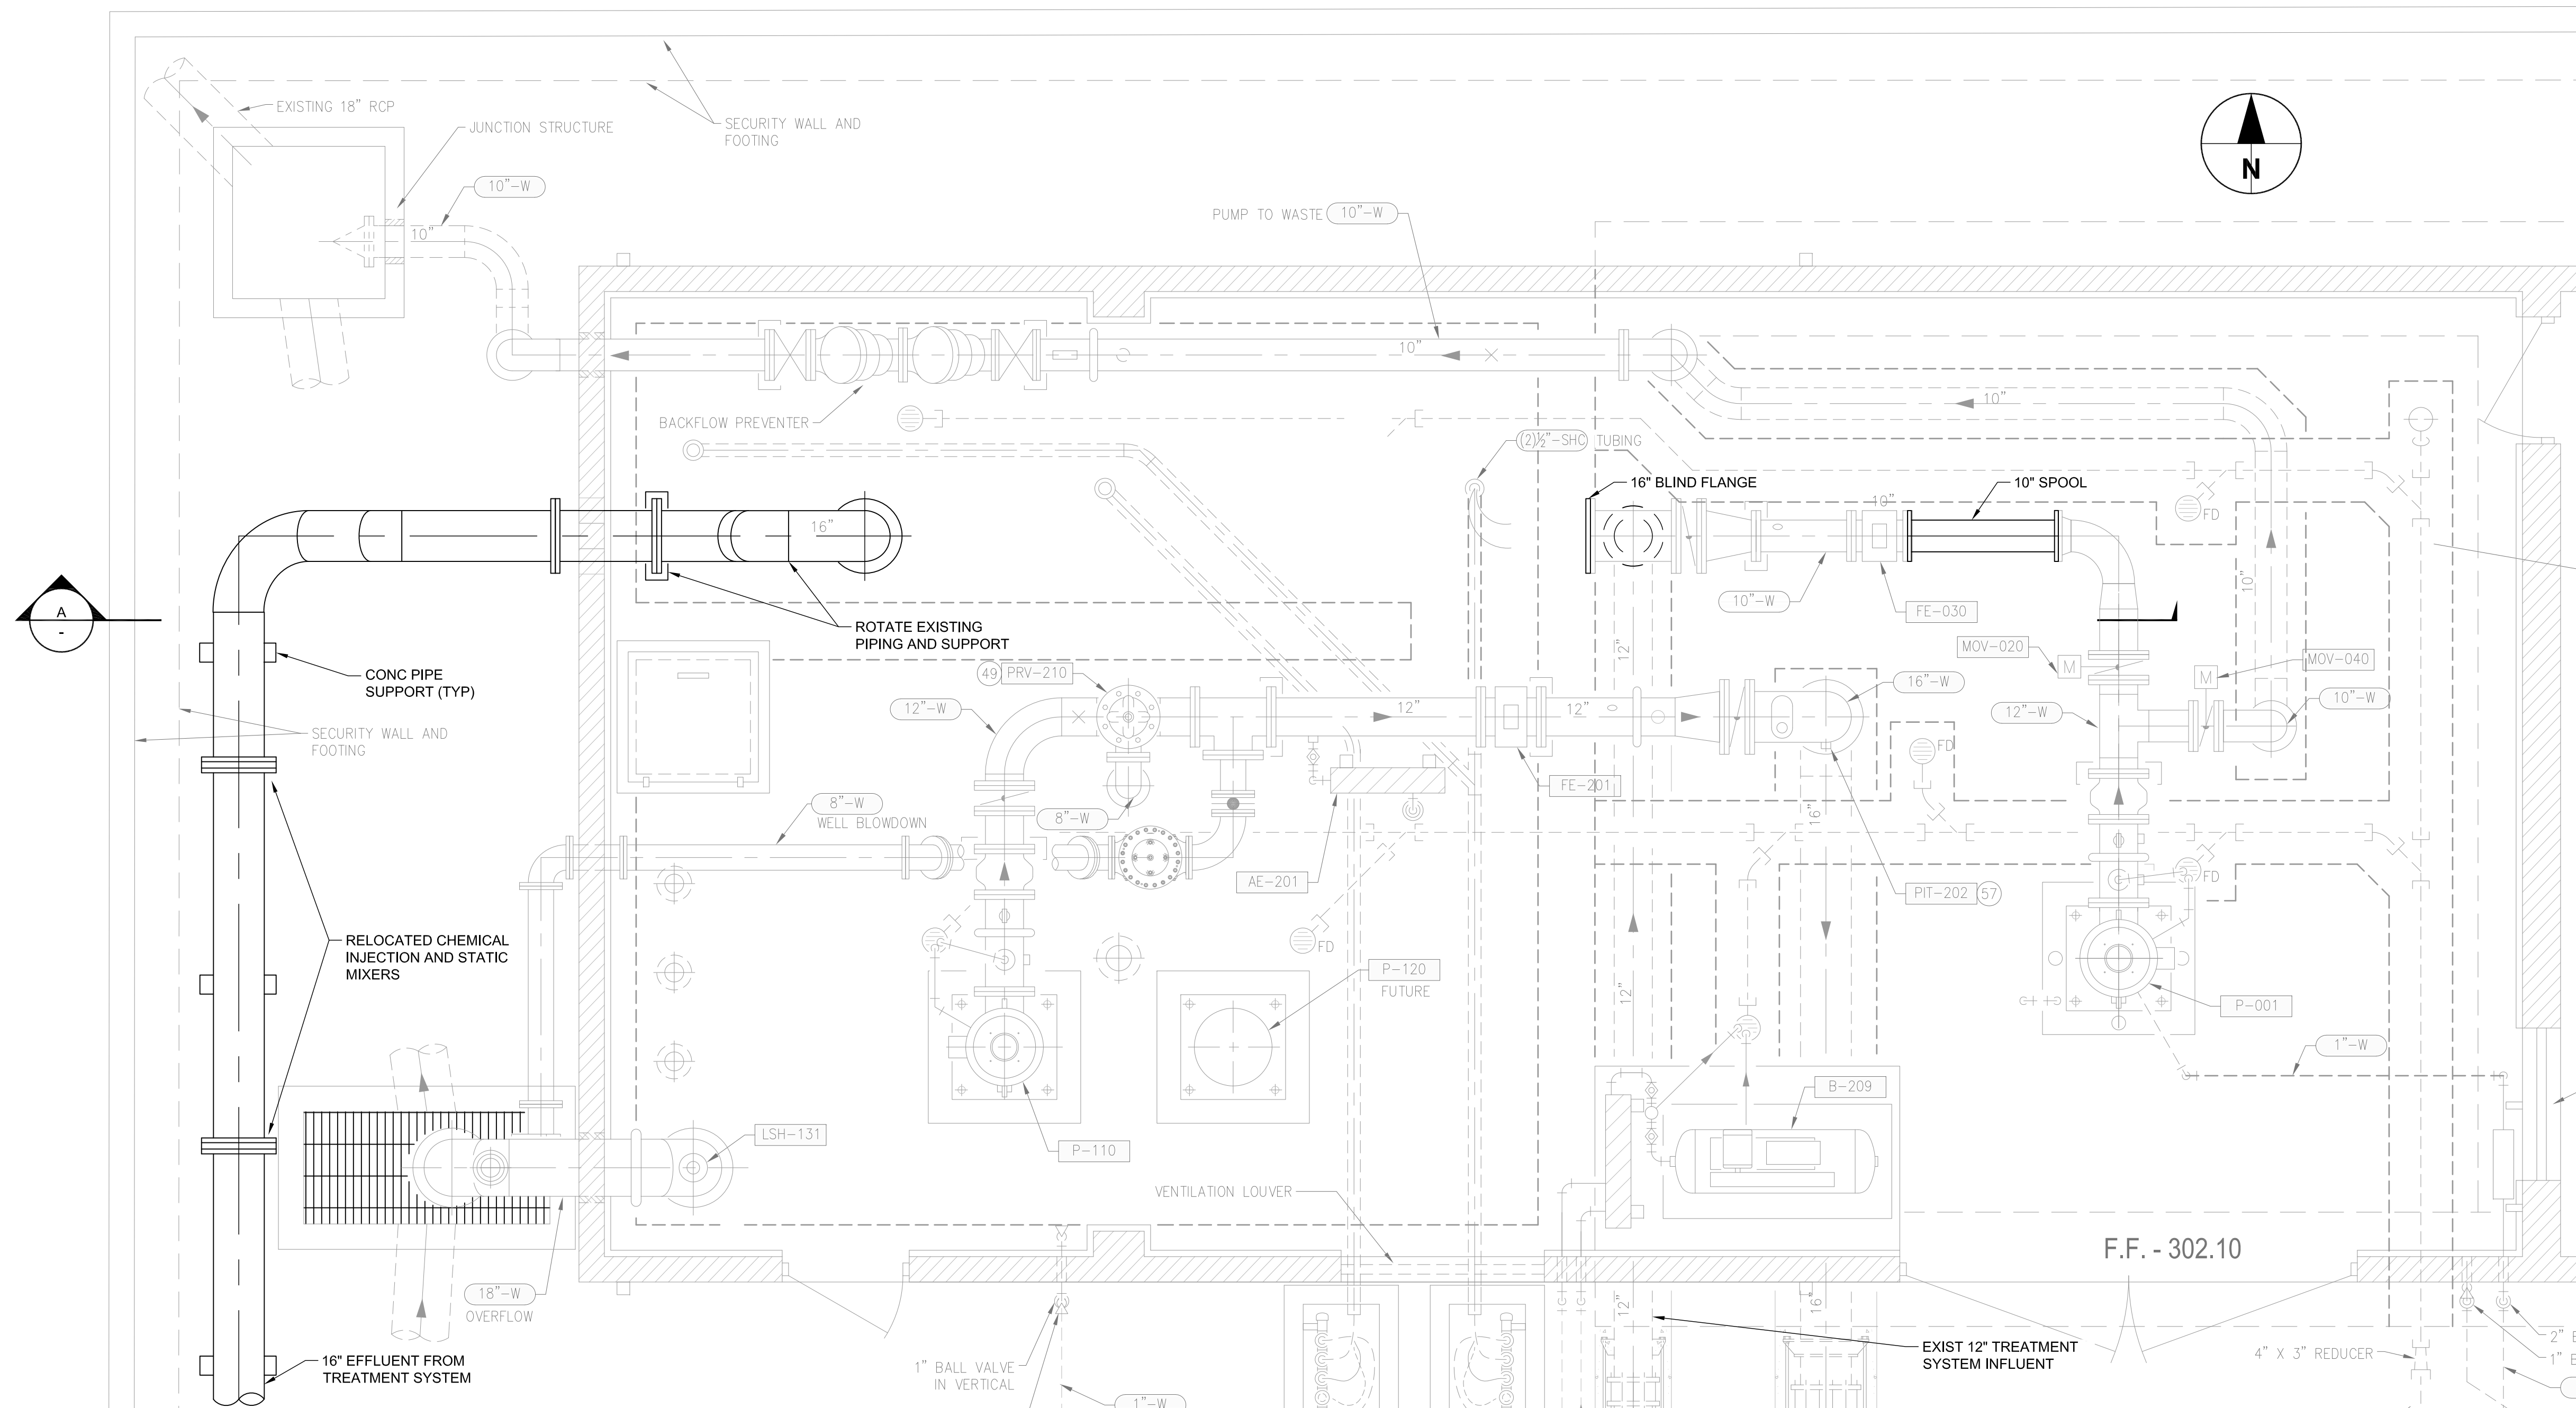 EXISTING 18" RCP
JUNCTION STRUCTURE
SECURITY WALL AND
FOOTING
N
10"-W
10"
PUMP TO WASTE 10"-W
10"
BACKFLOW PREVENTER
10"
(2)½"-SHC TUBING
16" BLIND FLANGE
10"
10" SPOOL
FD
16"
10"-W
FE-030
10"
A
-
ROTATE EXISTING
PIPING AND SUPPORT
12"
MOV-020
M
MOV-040
M
CONC PIPE
SUPPORT (TYP)
49 PRV-210
16"-W
10"-W
12"-W
12"
12"
12"-W
SECURITY WALL AND
FOOTING
FD
FE-201
8"-W
WELL BLOWDOWN
8"-W
16"
AE-201
FD
PIT-202 57
RELOCATED CHEMICAL
INJECTION AND STATIC
MIXERS
FD
P-120
FUTURE
12"
P-001
1"-W
B-209
LSH-131
P-110
VENTILATION LOUVER
F.F. - 302.10
18"-W
OVERFLOW
12"
16"
EXIST 12" TREATMENT
SYSTEM INFLUENT
4" X 3" REDUCER
2"
1"
16" EFFLUENT FROM
TREATMENT SYSTEM
1" BALL VALVE
IN VERTICAL
1"-W